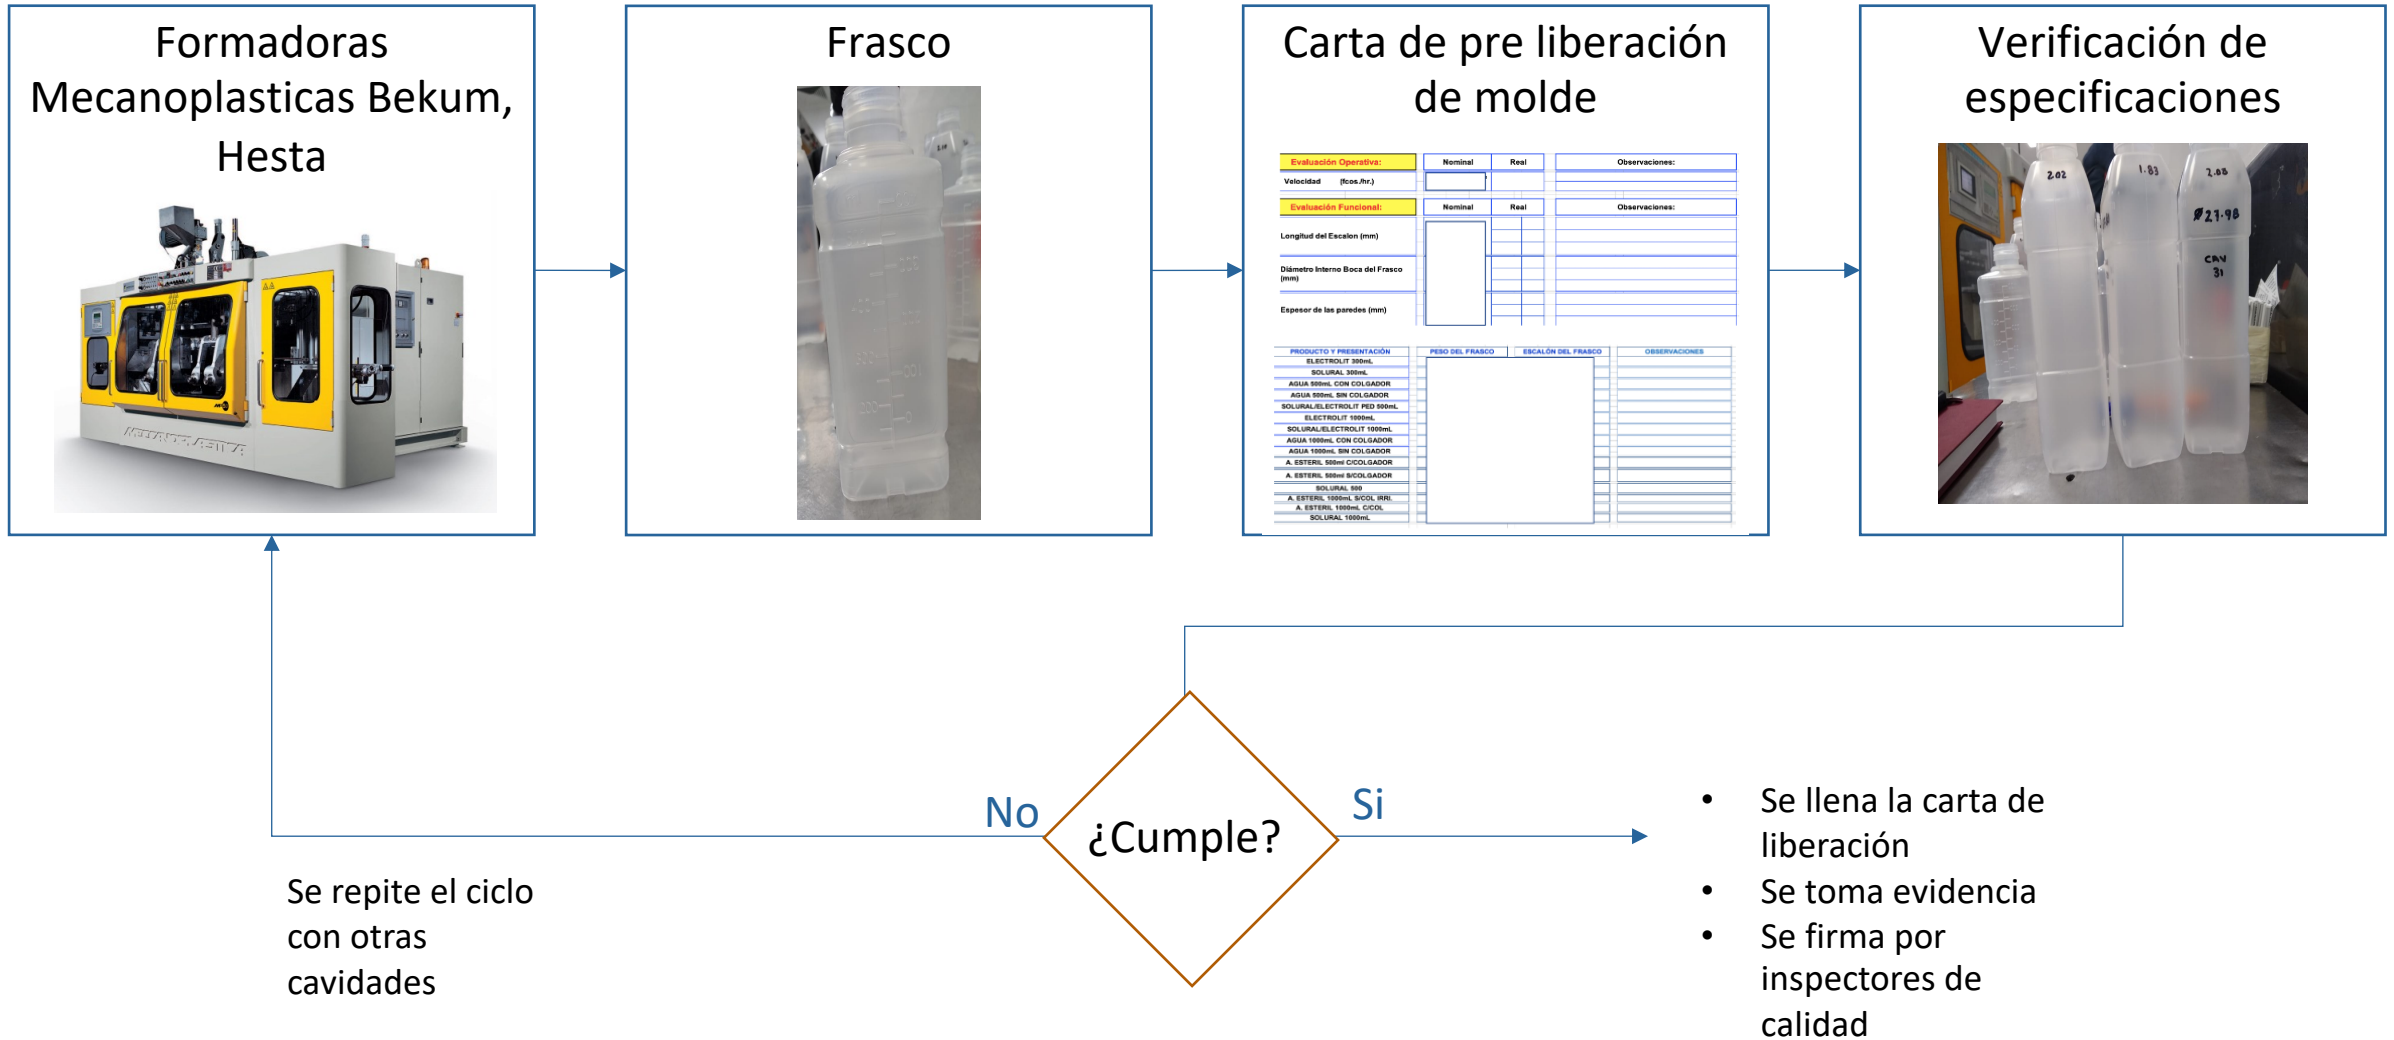 Formadoras
Mecanoplasticas Bekum,
Hesta
MECANOPLASTICA
Frasco
Carta de pre liberación
de molde
Evaluación Operativa: Nominal Real Observaciones:
Velocidad (fcos./hr.)
Evaluación Funcional: Nominal Real Observaciones:
Longitud del Escalon (mm)
Diámetro Interno Boca del Frasco
(mm)
Espesor de las paredes (mm)
PRODUCTO Y PRESENTACIÓN PESO DEL FRASCO ESCALÓN DEL FRASCO OBSERVACIONES
ELECTROLIT 300mL
SOLURAL 300mL
AGUA 500mL CON COLGADOR
AGUA 500mL SIN COLGADOR
SOLURAL/ELECTROLIT PED 500mL
ELECTROLIT 1000mL
SOLURAL/ELECTROLIT 1000mL
AGUA 1000mL CON COLGADOR
AGUA 1000mL SIN COLGADOR
A. ESTERIL 500ml C/COLGADOR
A. ESTERIL 500ml S/COLGADOR
SOLURAL 500
A. ESTERIL 1000mL S/COL IRRI.
A. ESTERIL 1000mL C/COL
SOLURAL 1000mL
Verificación de
especificaciones
2.02
1.83
2.08
Ø27.98
CAV
31
No
¿Cumple?
Si
Se repite el ciclo
con otras
cavidades
• Se llena la carta de
liberación
• Se toma evidencia
• Se firma por
inspectores de
calidad